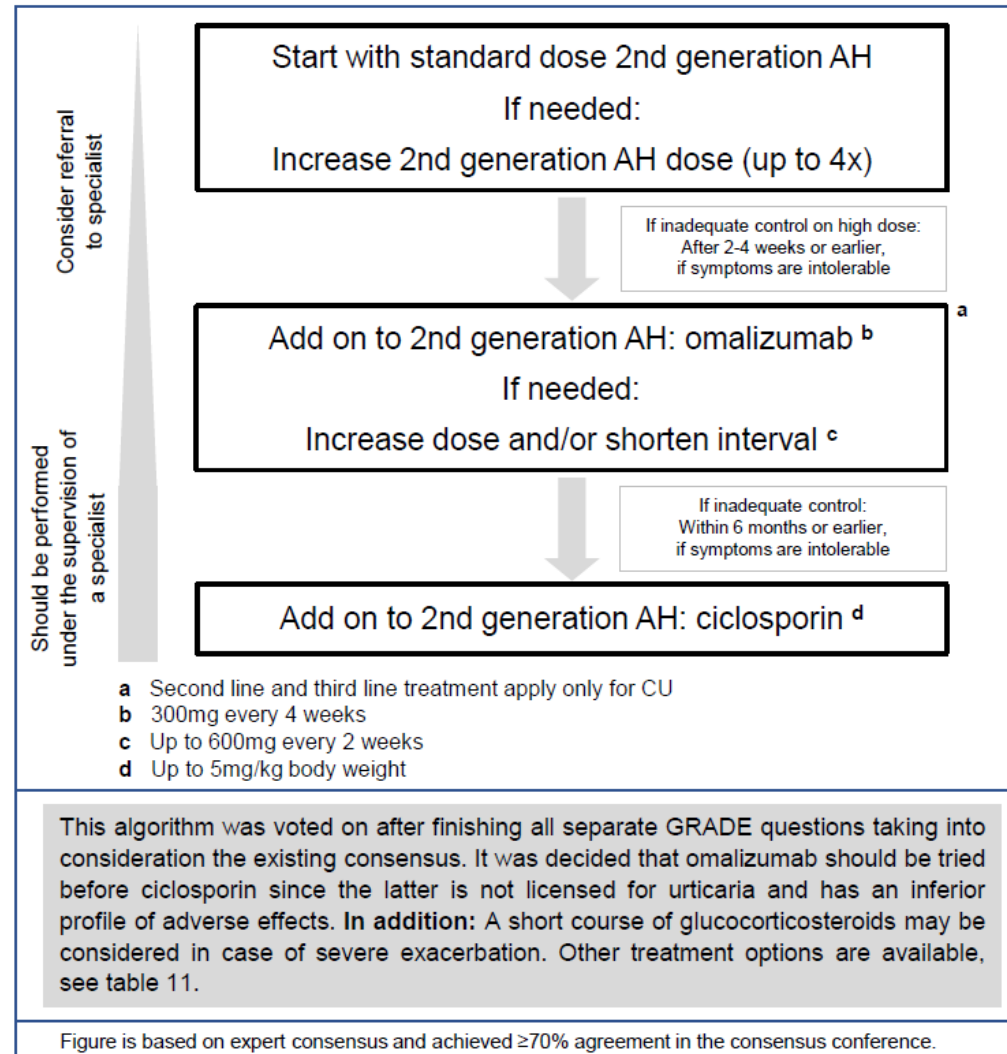 Consider referral
to specialist
Should be performed
under the supervision of
a specialist
Start with standard dose 2nd generation AH
If needed:
Increase 2nd generation AH dose (up to 4x)
If inadequate control on high dose:
After 2-4 weeks or earlier,
if symptoms are intolerable
a
Add on to 2nd generation AH: omalizumab b
If needed:
Increase dose and/or shorten interval c
If inadequate control:
Within 6 months or earlier,
if symptoms are intolerable
Add on to 2nd generation AH: ciclosporin d
a Second line and third line treatment apply only for CU
b 300mg every 4 weeks
c Up to 600mg every 2 weeks
d Up to 5mg/kg body weight
This algorithm was voted on after finishing all separate GRADE questions taking into
consideration the existing consensus. It was decided that omalizumab should be tried
before ciclosporin since the latter is not licensed for urticaria and has an inferior
profile of adverse effects. In addition: A short course of glucocorticosteroids may be
considered in case of severe exacerbation. Other treatment options are available,
see table 11.
Figure is based on expert consensus and achieved ≥70% agreement in the consensus conference.